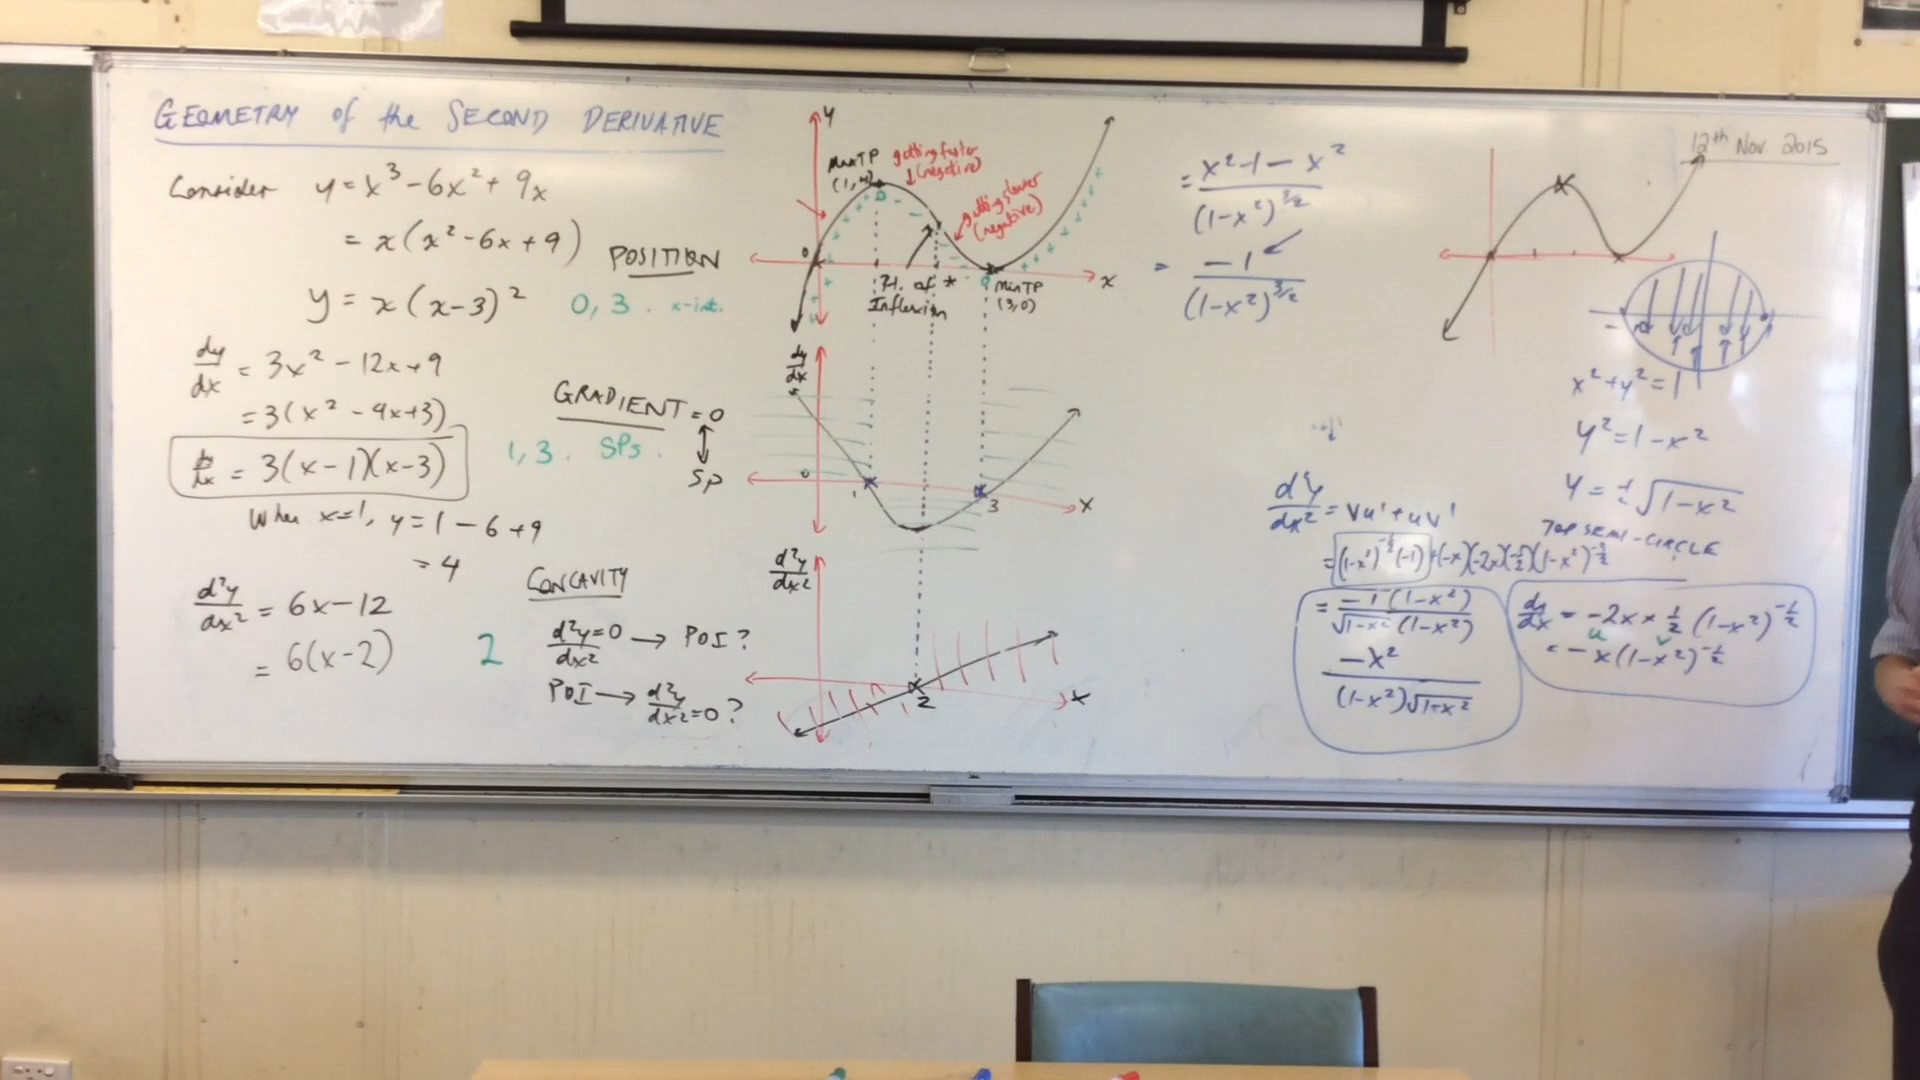 GEOMETRY of the SECOND DERIVATIVE
Consider y = x³ - 6x² + 9x
= x(x² - 6x + 9)
y = x(x-3)²
POSITION
0, 3. x-int.
dy/dx = 3x² - 12x + 9
= 3(x² - 4x + 3)
= 3(x-1)(x-3)
GRADIENT = 0
↕
SP
1, 3. SPs.
When x=1, y = 1 - 6 + 9
= 4
d²y/dx² = 6x - 12
= 6(x-2)
2
CONCAVITY
d²y/dx² = 0 → POI?
POI → d²y/dx² = 0?
y
MaxTP
(1,4)
getting faster
(negative)
getting slower
(negative)
0
x
Pt. of *
Inflexion
MinTP
(3,0)
dy/dx
0
1
3
x
d²y/dx²
2
x
= x²-1-x² / (1-x²)^3/2
= -1 / (1-x²)^3/2
12th Nov. 2015
x² + y² = 1
y² = 1 - x²
y = ±√1-x²
TOP SEMI-CIRCLE
dy/dx = -2x × 1/2 (1-x²)^-1/2
u v
= -x(1-x²)^-1/2
d²y/dx² = vu' + uv'
= (1-x²)^-1/2 (-1) + (-x)(-2x)(-1/2)(1-x²)
= -1(1-x²) / √1-x² (1-x²)
-x² / (1-x²)√1-x²